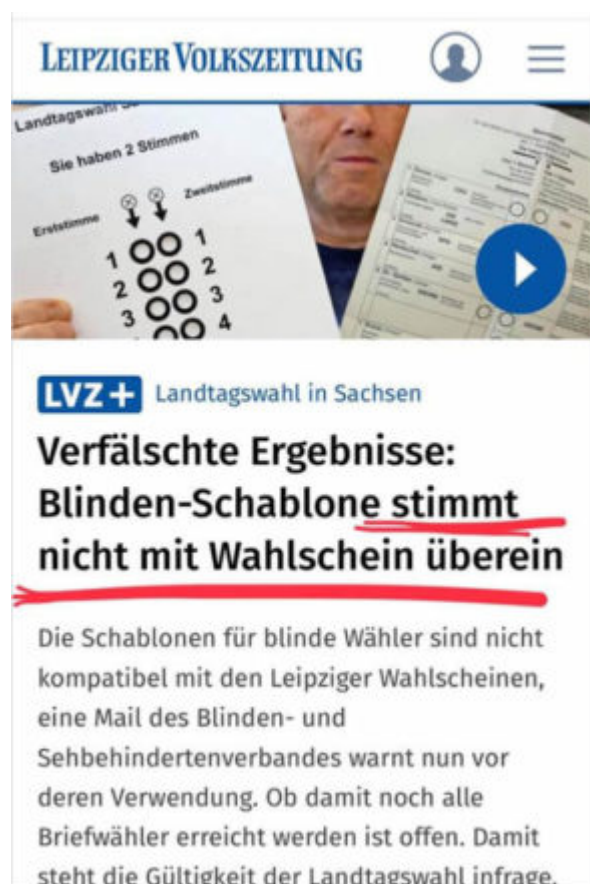 LEIPZIGER VOLKSZEITUNG
Landtagswahl
Sie haben 2 Stimmen
Erststimme
Zweitstimme
1 1
2 2
3 3
4
LVZ+ Landtagswahl in Sachsen
Verfälschte Ergebnisse:
Blinden-Schablone stimmt
nicht mit Wahlschein überein
Die Schablonen für blinde Wähler sind nicht
kompatibel mit den Leipziger Wahlscheinen,
eine Mail des Blinden- und
Sehbehindertenverbandes warnt nun vor
deren Verwendung. Ob damit noch alle
Briefwähler erreicht werden ist offen. Damit
steht die Gültigkeit der Landtagswahl infrage.